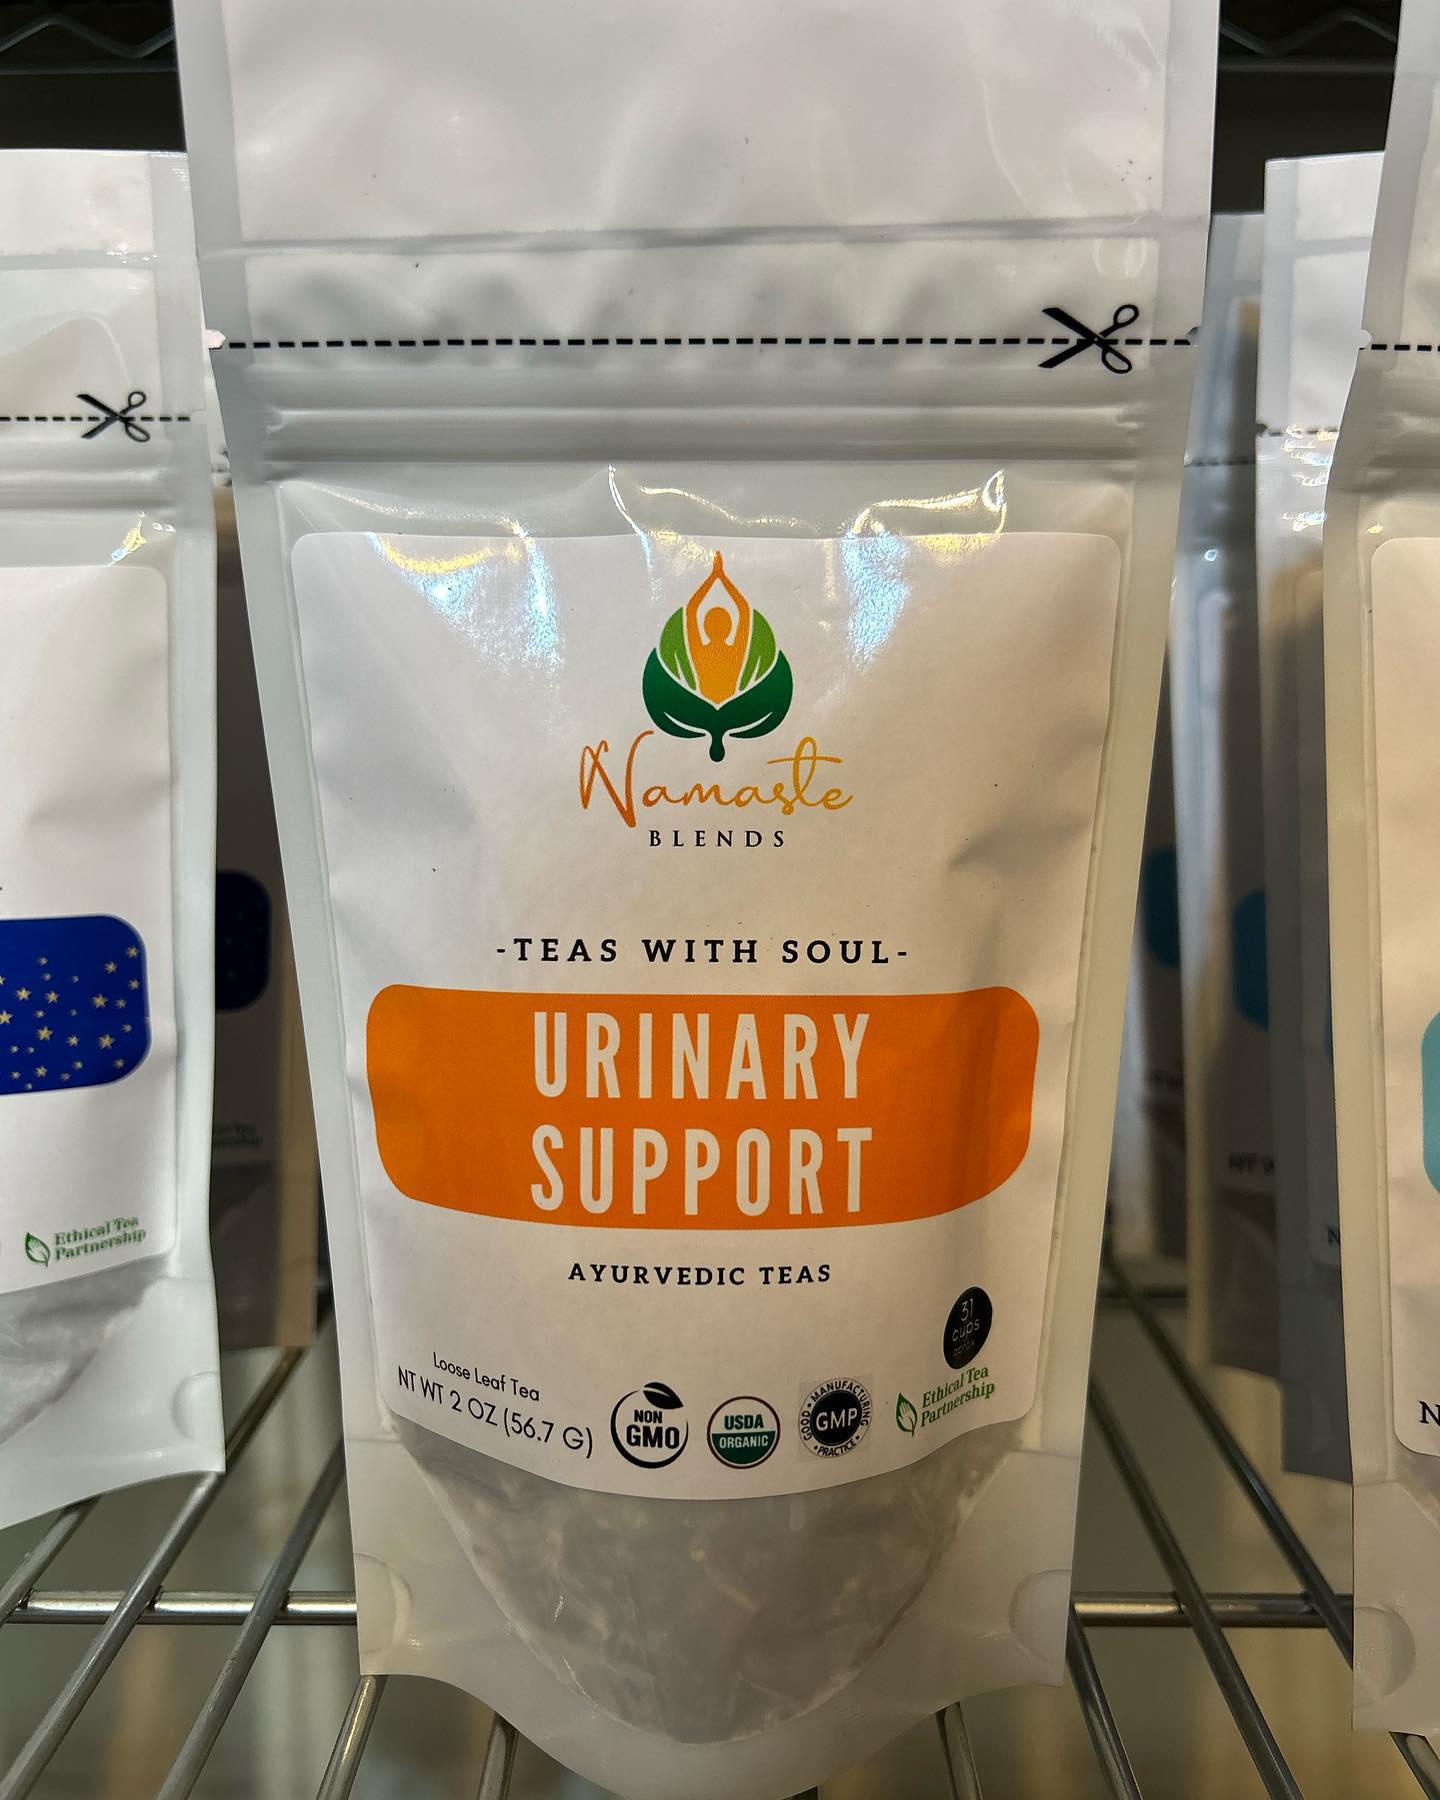 Namaste
BLENDS
-TEAS WITH SOUL-
URINARY
SUPPORT
AYURVEDIC TEAS
31
cups
aprox
Loose Leaf Tea
NT WT 2 OZ (56.7 G)
NON
GMO
USDA
ORGANIC
GOOD • MANUFACTURING • PRACTICE •
GMP
Ethical Tea
Partnership
Ethical Tea
Partnership